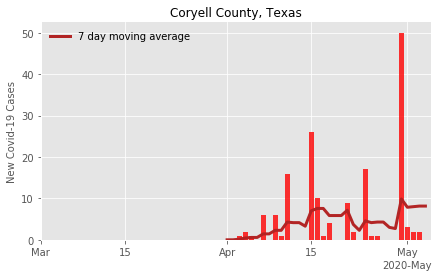 Coryell County, Texas
7 day moving average
New Covid-19 Cases
50
40
30
20
10
0
Mar 15 Apr 15 May
2020-May